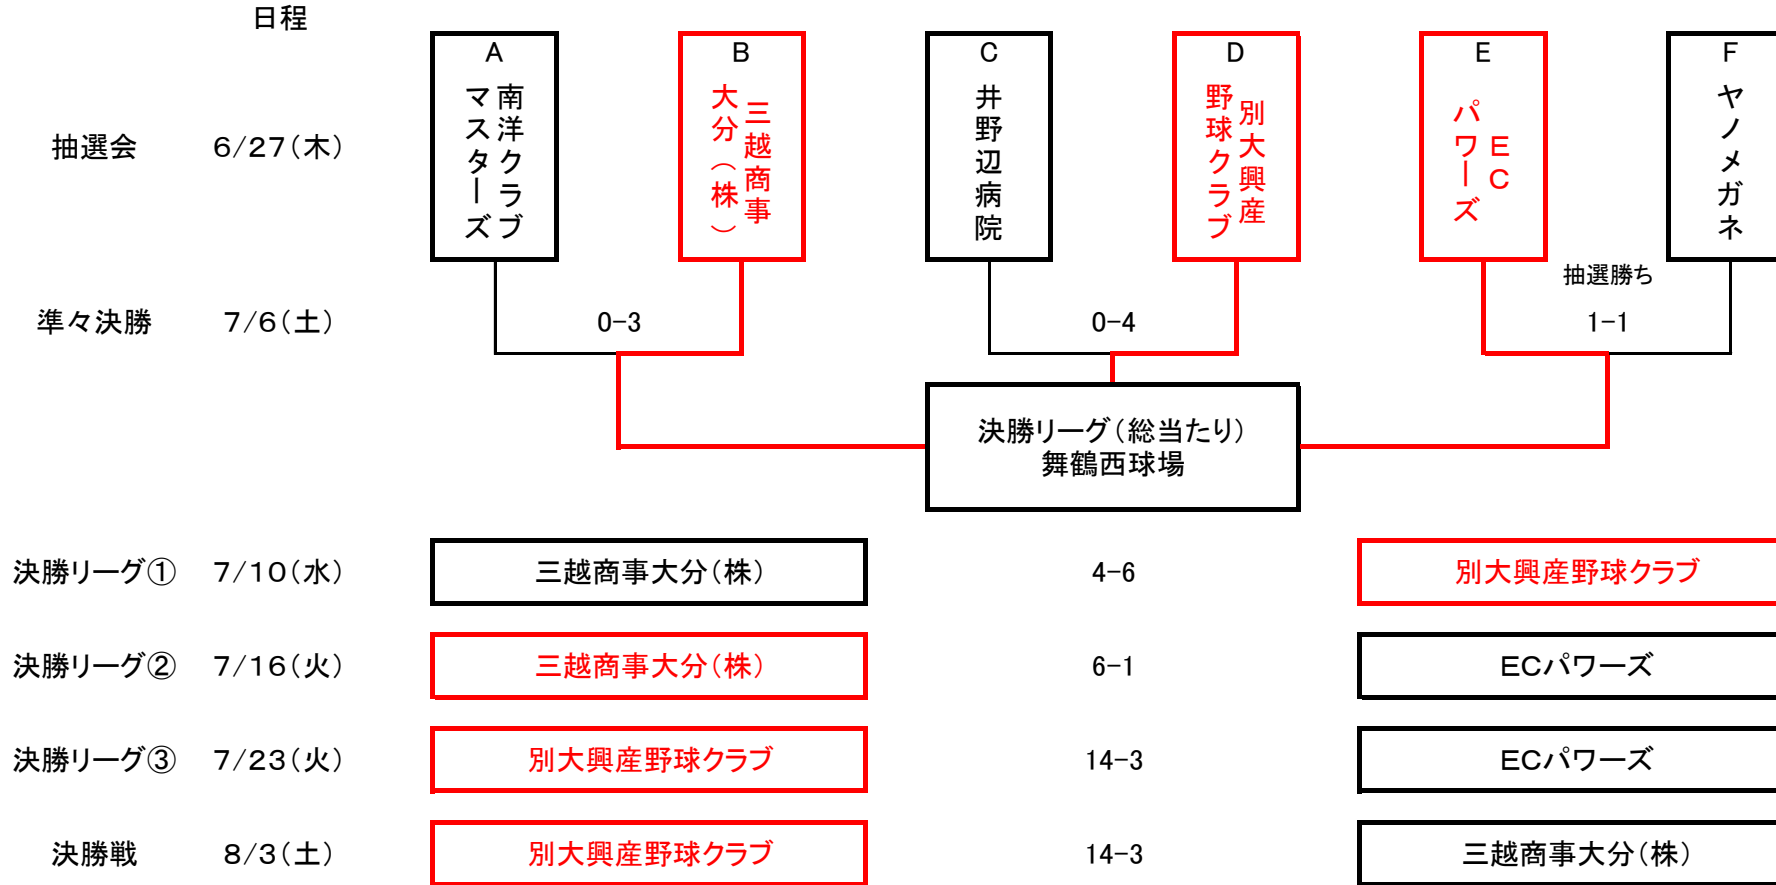 日程
A
南洋クラブ
マスターズ
B
三越商事
大分(株)
C
井野辺病院
D
別大興産
野球クラブ
E
EC
パワーズ
F
ヤノメガネ
抽選会 6/27(木)
抽選勝ち
準々決勝 7/6(土) 0-3 0-4 1-1
決勝リーグ(総当たり)
舞鶴西球場
決勝リーグ① 7/10(水) 三越商事大分(株) 4-6 別大興産野球クラブ
決勝リーグ② 7/16(火) 三越商事大分(株) 6-1 ECパワーズ
決勝リーグ③ 7/23(火) 別大興産野球クラブ 14-3 ECパワーズ
決勝戦 8/3(土) 別大興産野球クラブ 14-3 三越商事大分(株)